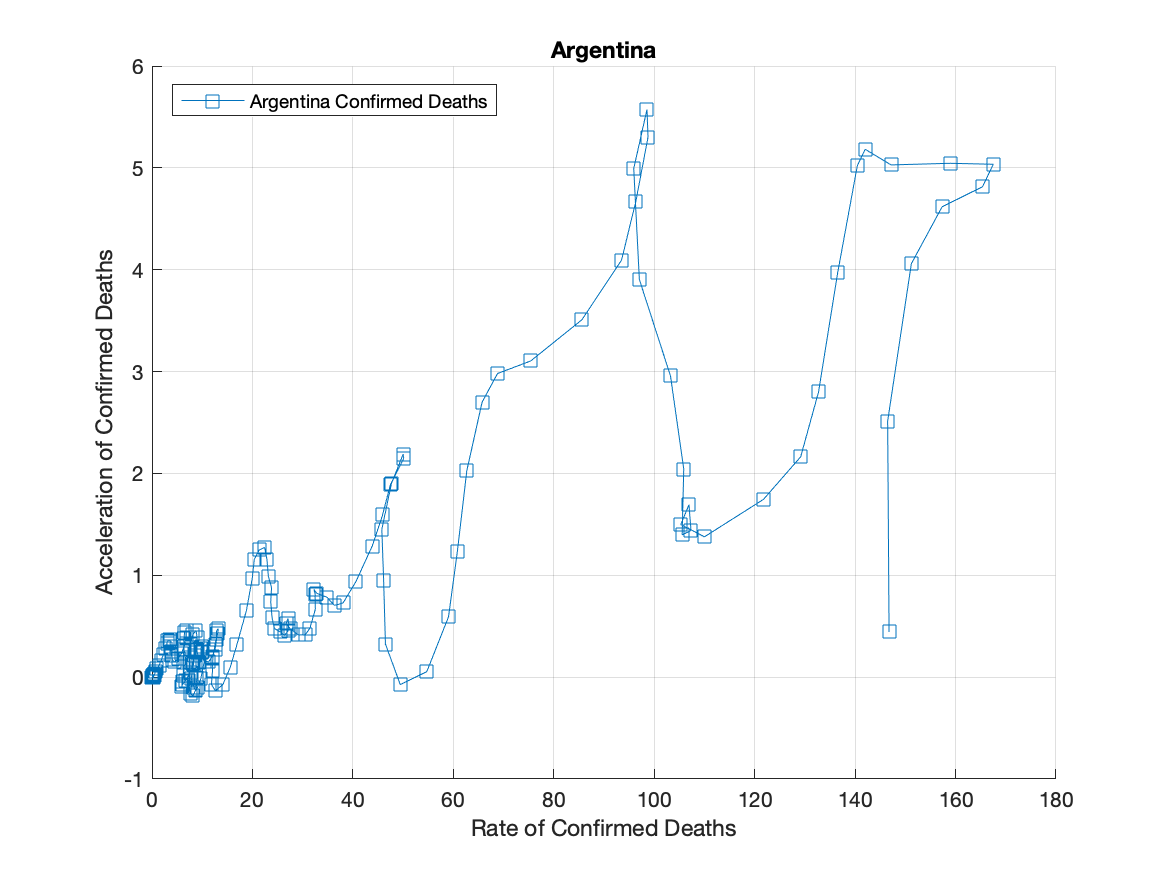 Argentina
Argentina Confirmed Deaths
6
5
4
3
2
1
0
-1
Acceleration of Confirmed Deaths
0 20 40 60 80 100 120 140 160 180
Rate of Confirmed Deaths